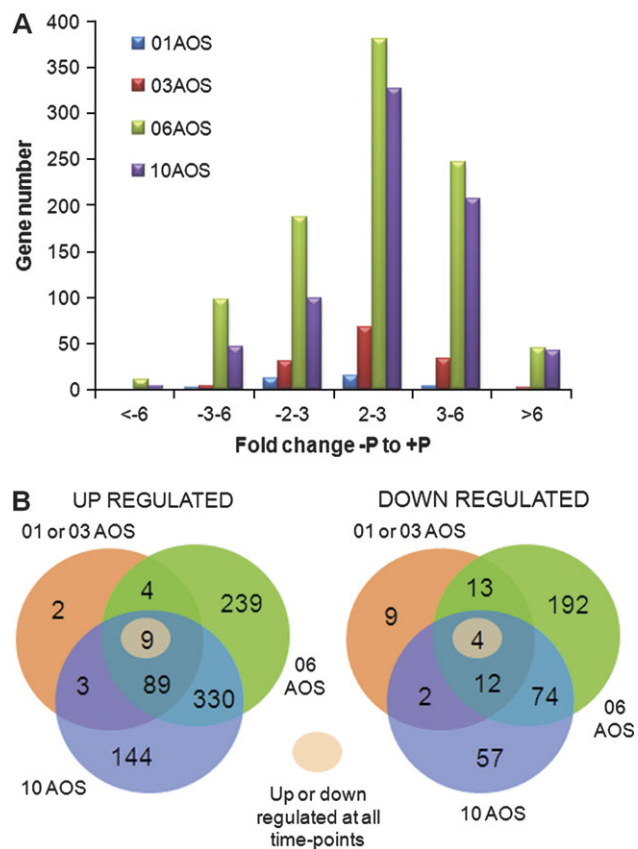 A
400
350
300
250
200
150
100
50
0
Gene number
01AOS
03AOS
06AOS
10AOS
<-6
-3-6
-2-3
2-3
3-6
>6
Fold change -P to +P
B
UP REGULATED
01 or 03 AOS
2
4
239
9
3
89
330
06
AOS
144
10 AOS
Up or down
regulated at all
time-points
DOWN REGULATED
01 or 03 AOS
9
13
192
4
2
12
74
06
AOS
57
10 AOS